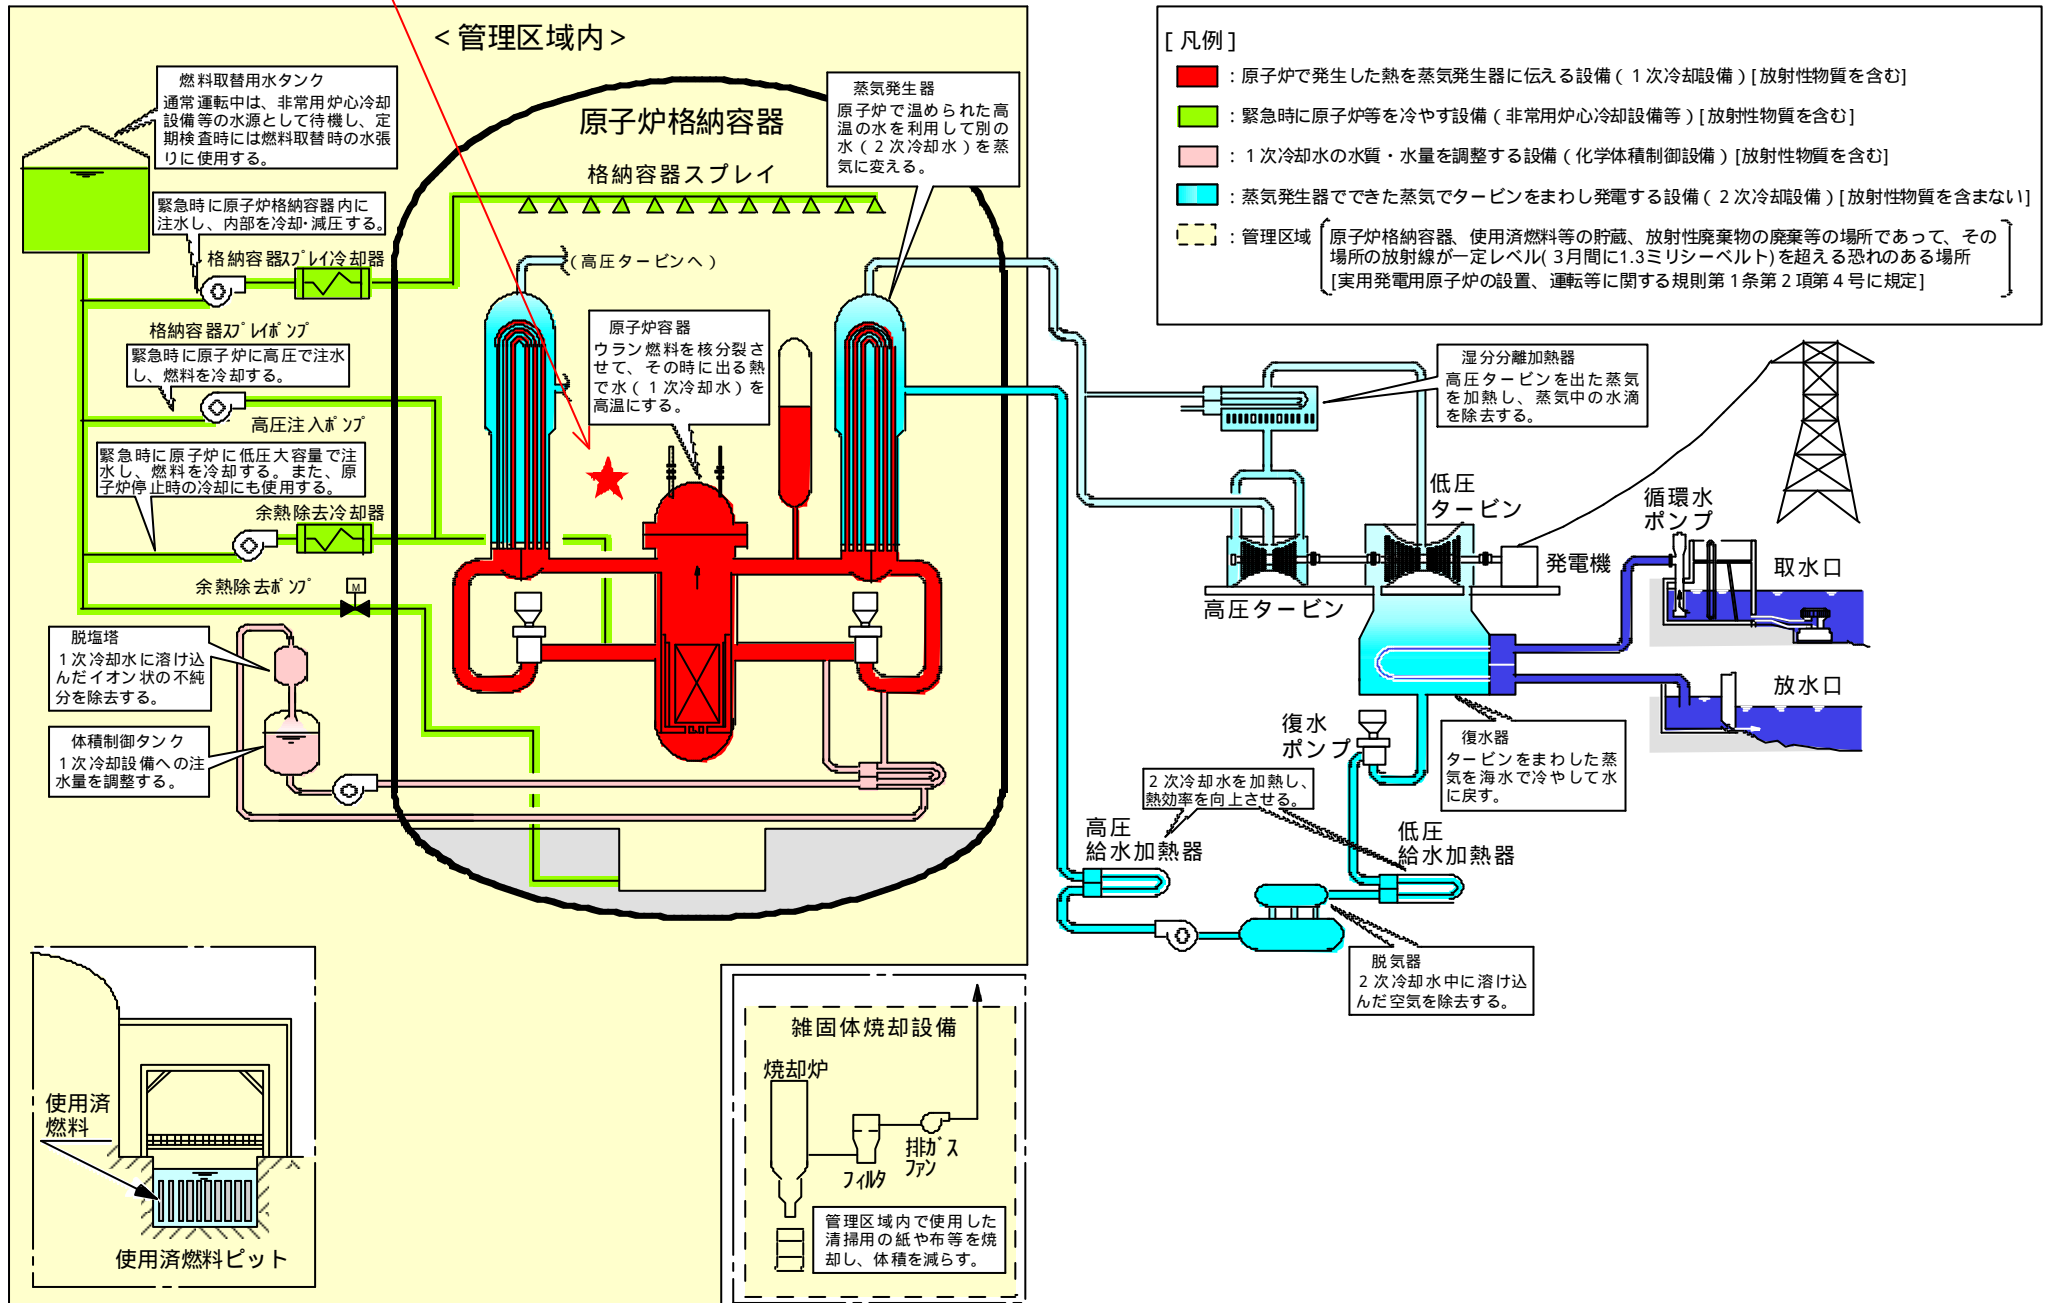 <管理区域内>
燃料取替用水タンク
通常運転中は、非常用炉心冷却
設備等の水源として待機し、定
期検査時には燃料取替時の水張
りに使用する。
緊急時に原子炉格納容器内に
注水し、内部を冷却・減圧する。
格納容器スプレイ冷却器
格納容器スプレイポンプ
緊急時に原子炉に高圧で注水
し、燃料を冷却する。
高圧注入ポンプ
緊急時に原子炉に低圧大容量で注
水し、燃料を冷却する。また、原
子炉停止時の冷却にも使用する。
余熱除去冷却器
余熱除去ポンプ
M
脱塩塔
1次冷却水に溶け込
んだイオン状の不純
分を除去する。
体積制御タンク
1次冷却設備への注
水量を調整する。
原子炉格納容器
格納容器スプレイ
(高圧タービンへ)
原子炉容器
ウラン燃料を核分裂さ
せて、その時に出る熱
で水(1次冷却水)を
高温にする。
蒸気発生器
原子炉で温められた高
温の水を利用して別の
水(2次冷却水)を蒸
気に変える。
[凡例]
:原子炉で発生した熱を蒸気発生器に伝える設備(1次冷却設備)[放射性物質を含む]
:緊急時に原子炉等を冷やす設備(非常用炉心冷却設備等)[放射性物質を含む]
:1次冷却水の水質・水量を調整する設備(化学体積制御設備)[放射性物質を含む]
:蒸気発生器でできた蒸気でタービンをまわし発電する設備(2次冷却設備)[放射性物質を含まない]
:管理区域
原子炉格納容器、使用済燃料等の貯蔵、放射性廃棄物の廃棄等の場所であって、その
場所の放射線が一定レベル(3月間に1.3ミリシーベルト)を超える恐れのある場所
[実用発電用原子炉の設置、運転等に関する規則第1条第2項第4号に規定]
湿分分離加熱器
高圧タービンを出た蒸気
を加熱し、蒸気中の水滴
を除去する。
低圧
タービン
高圧タービン
発電機
循環水
ポンプ
取水口
放水口
復水
ポンプ
復水器
タービンをまわした蒸
気を海水で冷やして水
に戻す。
2次冷却水を加熱し、
熱効率を向上させる。
高圧
給水加熱器
低圧
給水加熱器
脱気器
2次冷却水中に溶け込
んだ空気を除去する。
使用済
燃料
使用済燃料ピット
雑固体焼却設備
焼却炉
フィルタ
排ガス
ファン
管理区域内で使用した
清掃用の紙や布等を焼
却し、体積を減らす。